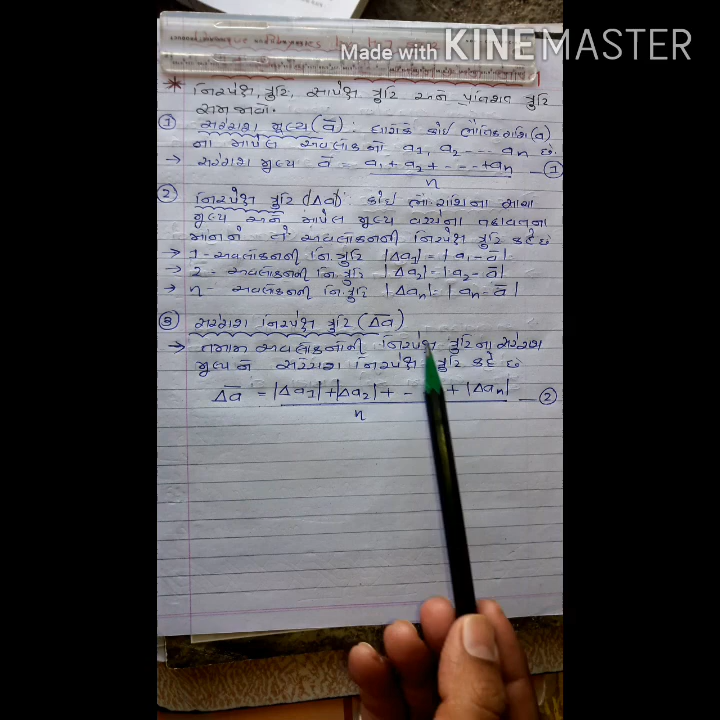 Made with KINEMASTER
* નિરપેક્ષ ત્રુટિ, સાપેક્ષ ત્રુટિ અને પ્રતિશત ત્રુટિ
સમજાવો.
① સરેરાશ મૂલ્ય (a̅) : ધારોકે કોઇ ભૌતિકરાશિ (a)
ના માપેલ અવલોકનો a₁, a₂ ---- aₙ છે.
→ સરેરાશ મૂલ્ય a̅ = a₁ + a₂ + --- + aₙ / n — ①
② નિરપેક્ષ ત્રુટિ (Δa) : કોઇ ભૌ.રાશિના સાચા
મૂલ્ય અને માપેલ મૂલ્ય વચ્ચેના તફાવતના
માનને તે અવલોકનની નિરપેક્ષ ત્રુટિ કહે છે
→ 1 - અવલોકનની નિ.ત્રુટિ |Δa₁| = |a₁ - a̅|
→ 2 - અવલોકનની નિ.ત્રુટિ |Δa₂| = |a₂ - a̅|
→ n અવલોકનની નિ.ત્રુટિ |Δaₙ| = |aₙ - a̅|
③ સરેરાશ નિરપેક્ષ ત્રુટિ (Δa̅)
→ તમામ અવલોકનોની નિરપેક્ષ ત્રુટિના સરેરાશ
મૂલ્યને સરેરાશ નિરપેક્ષ ત્રુટિ કહે છે
Δa̅ = |Δa₁| + |Δa₂| + - + |Δaₙ| / n — ②